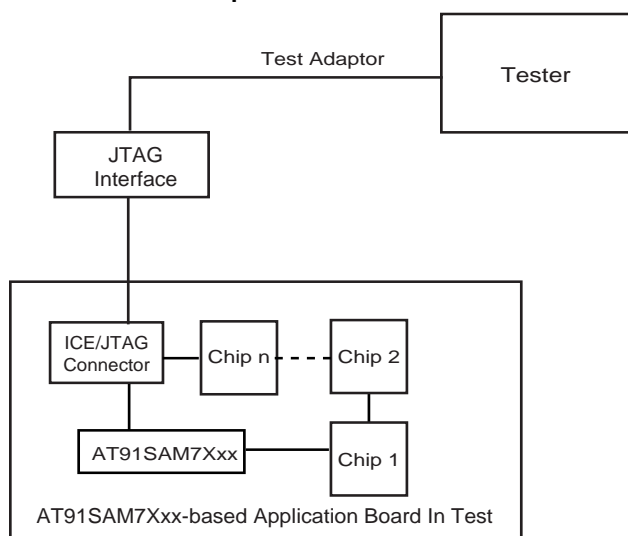 Test Adaptor
Tester
JTAG
Interface
ICE/JTAG
Connector
Chip n
Chip 2
AT91SAM7Xxx
Chip 1
AT91SAM7Xxx-based Application Board In Test